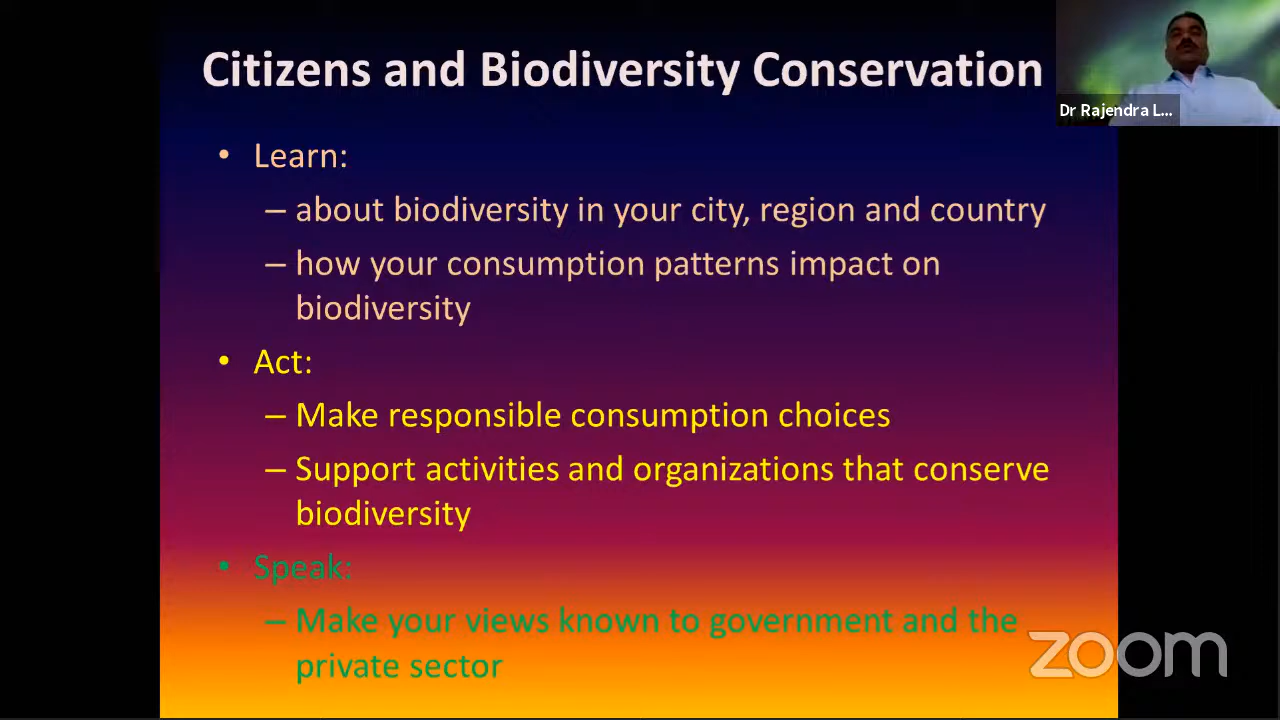 Citizens and Biodiversity Conservation
Dr Rajendra L...
• Learn:
– about biodiversity in your city, region and country
– how your consumption patterns impact on
biodiversity
• Act:
– Make responsible consumption choices
– Support activities and organizations that conserve
biodiversity
• Speak:
– Make your views known to government and the
private sector
zoom